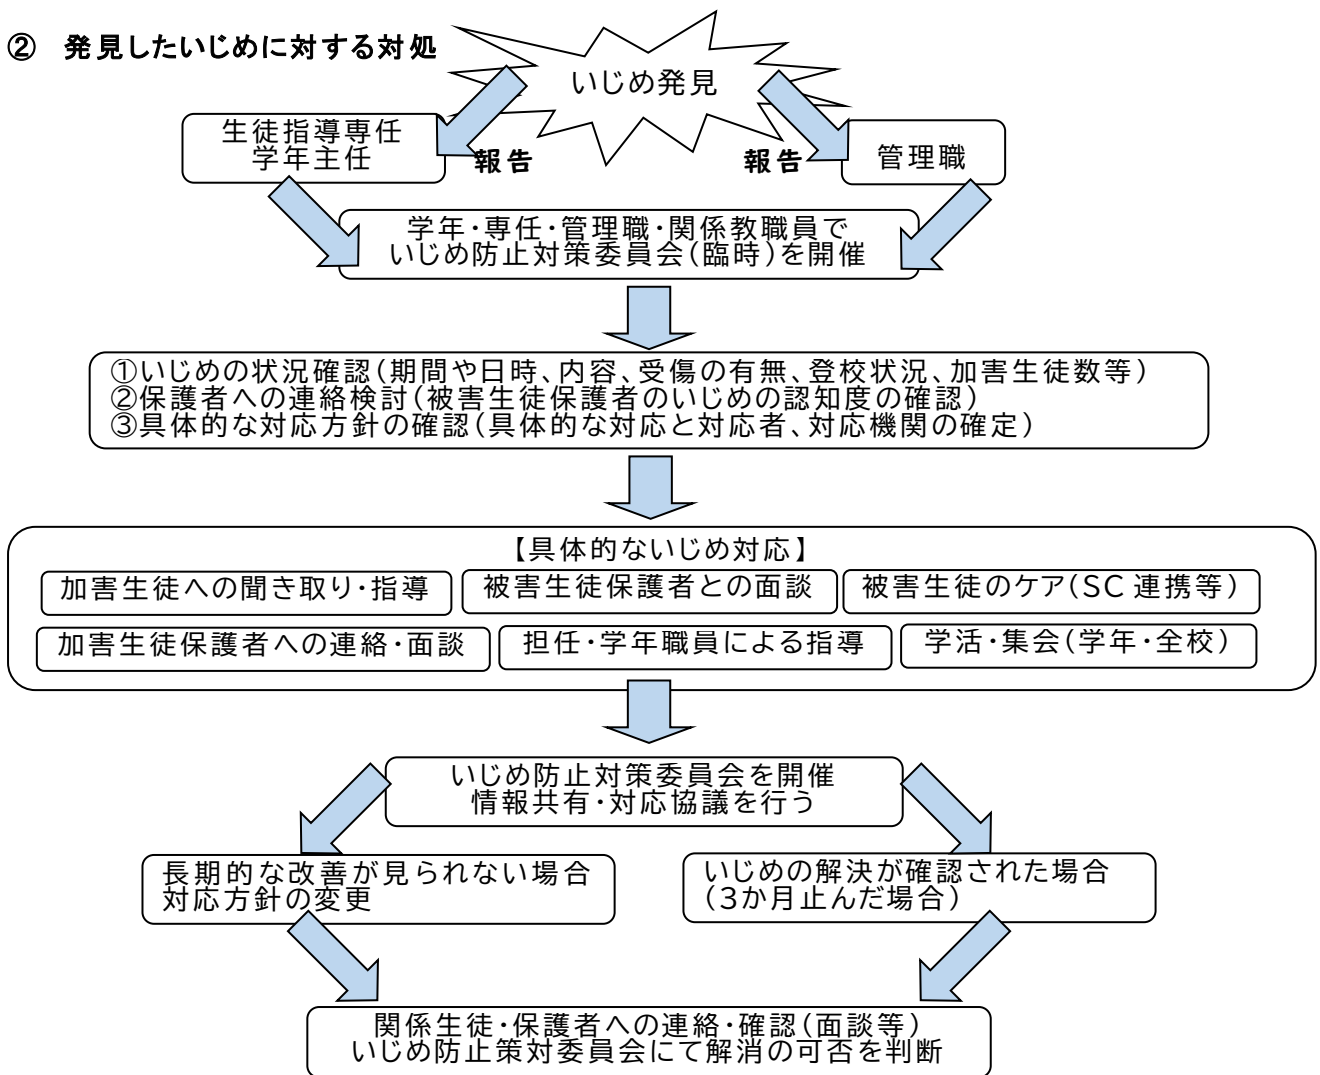 ② 発見したいじめに対する対処
いじめ発見
生徒指導専任
学年主任
報告
報告
管理職
学年・専任・管理職・関係教職員で
いじめ防止対策委員会（臨時）を開催
①いじめの状況確認（期間や日時、内容、受傷の有無、登校状況、加害生徒数等）
②保護者への連絡検討（被害生徒保護者のいじめの認知度の確認）
③具体的な対応方針の確認（具体的な対応と対応者、対応機関の確定）
【具体的ないじめ対応】
加害生徒への聞き取り・指導
被害生徒保護者との面談
被害生徒のケア（SC 連携等）
加害生徒保護者への連絡・面談
担任・学年職員による指導
学活・集会（学年・全校）
いじめ防止対策委員会を開催
情報共有・対応協議を行う
長期的な改善が見られない場合
対応方針の変更
いじめの解決が確認された場合
（3か月止んだ場合）
関係生徒・保護者への連絡・確認（面談等）
いじめ防止策対委員会にて解消の可否を判断